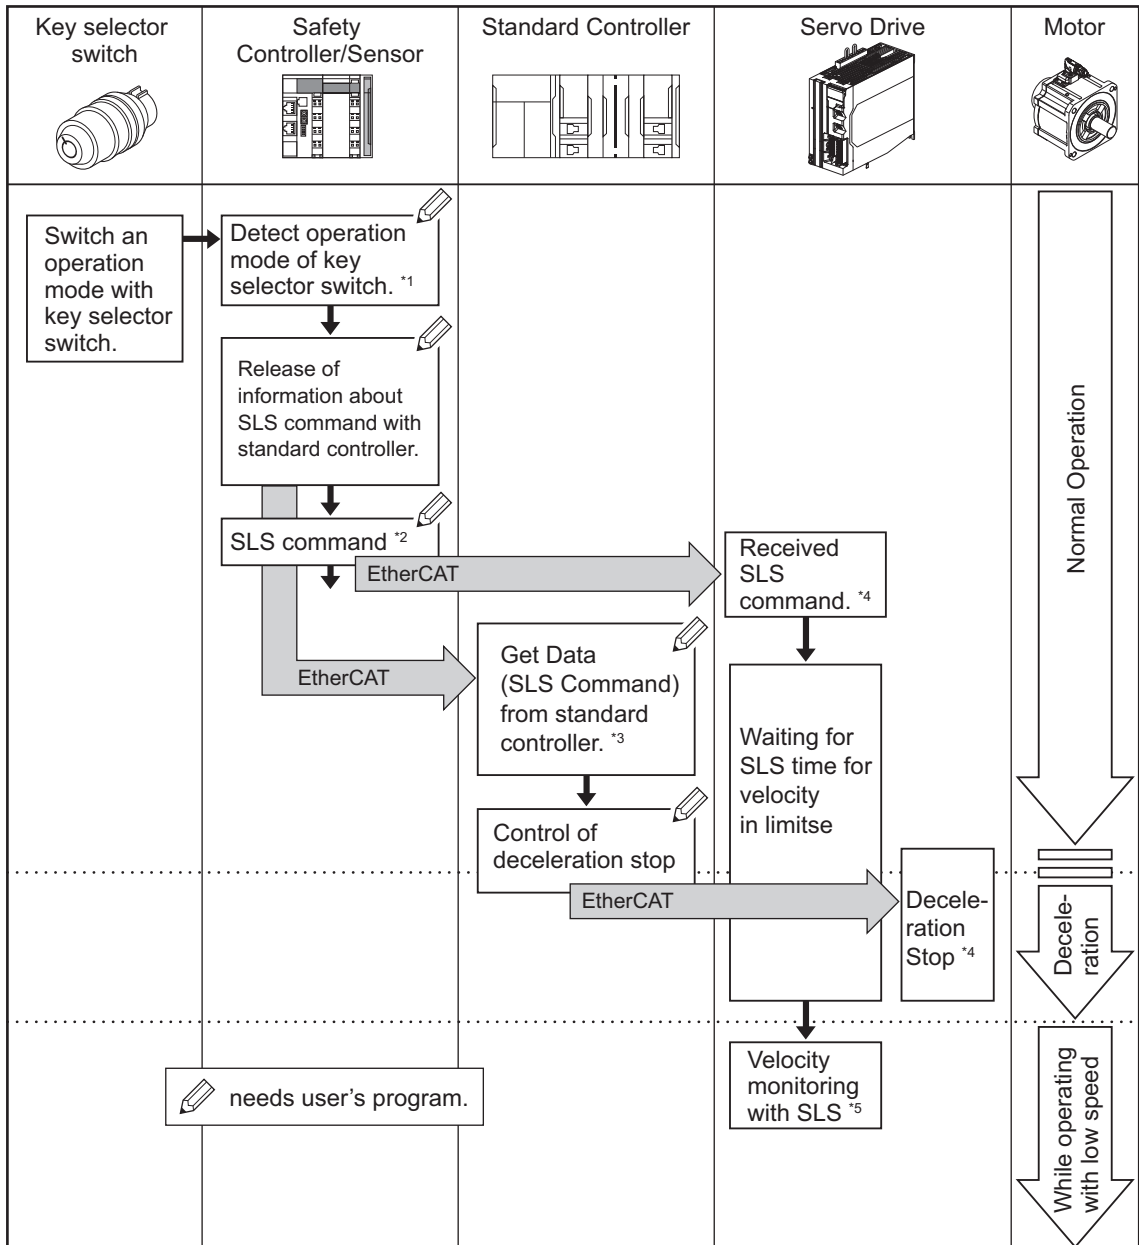 Key selector
switch
Safety
Controller/Sensor
Standard Controller
Servo Drive
Motor
Switch an
operation
mode with
key selector
switch.
Detect operation
mode of key
selector switch. *1
Release of
information about
SLS command with
standard controller.
SLS command *2
EtherCAT
Received
SLS
command. *4
EtherCAT
Get Data
(SLS Command)
from standard
controller. *3
Waiting for
SLS time for
velocity
in limitse
Control of
deceleration stop
EtherCAT
Decele-
ration
Stop *4
Velocity
monitoring
with SLS *5
Normal Operation
Decele-
ration
While operating
with low speed
needs user's program.